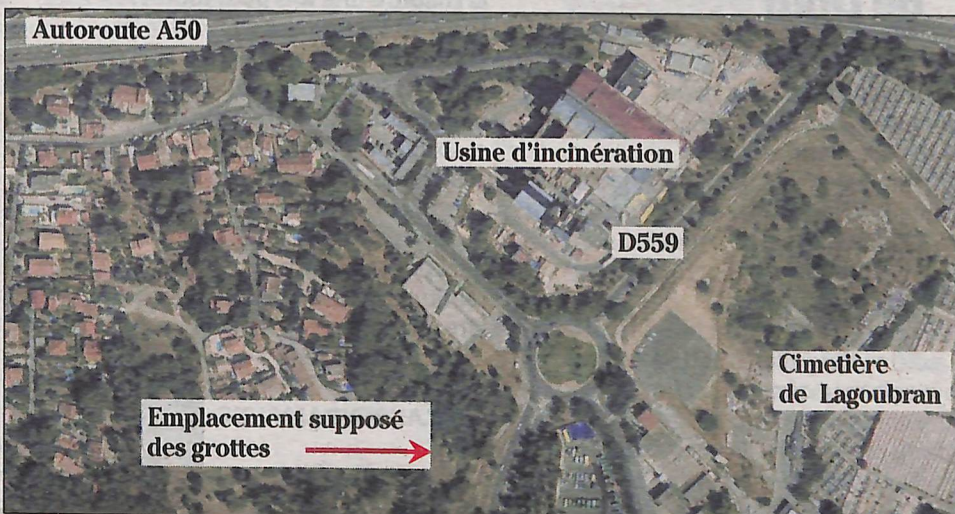 Autoroute A50
Usine d'incinération
D559
Cimetière
de Lagoubran
Emplacement supposé
des grottes